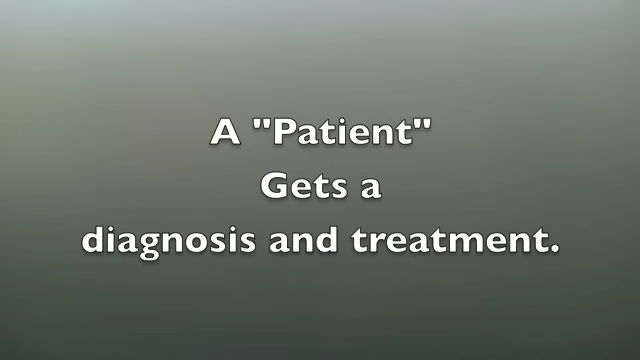 A "Patient"
Gets a
diagnosis and treatment.